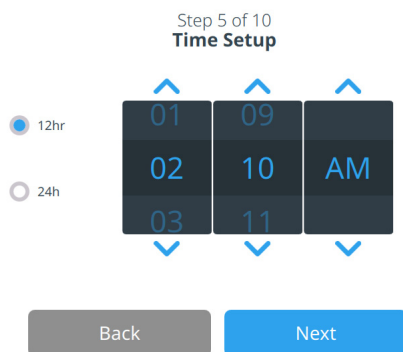 Step 5 of 10
Time Setup
01 09
12hr
02 10 AM
24h
03 11
Back Next